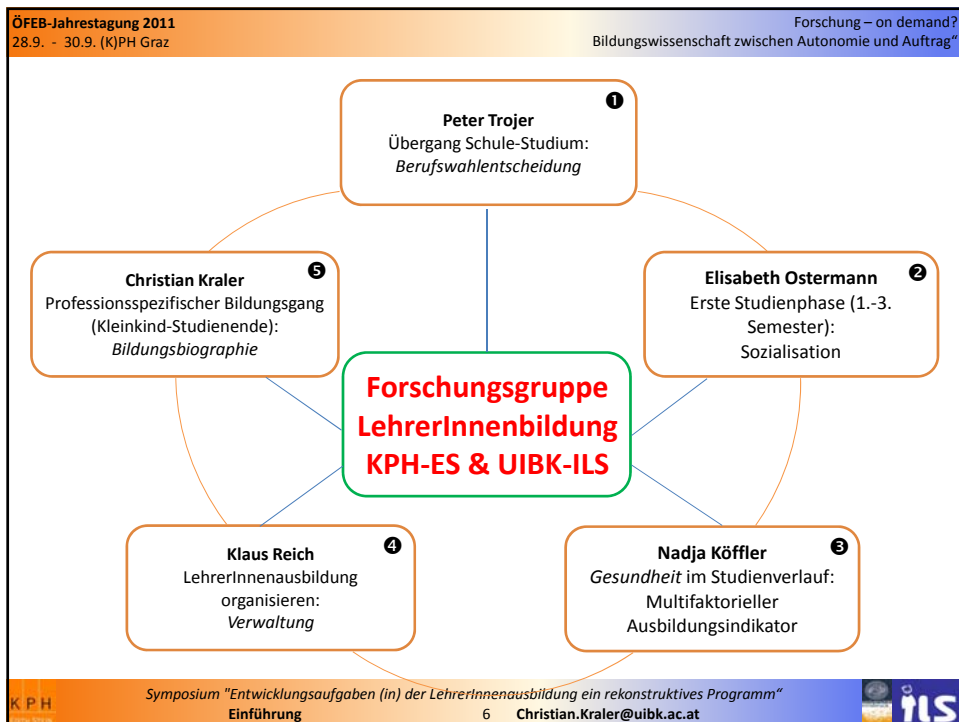 ÖFEB-Jahrestagung 2011
28.9. - 30.9. (K)PH Graz
Forschung – on demand?
Bildungswissenschaft zwischen Autonomie und Auftrag“
❶
Peter Trojer
Übergang Schule-Studium:
Berufswahlentscheidung
❷
Elisabeth Ostermann
Erste Studienphase (1.-3.
Semester):
Sozialisation
❸
Nadja Köffler
Gesundheit im Studienverlauf:
Multifaktorieller
Ausbildungsindikator
❹
Klaus Reich
LehrerInnenausbildung
organisieren:
Verwaltung
❺
Christian Kraler
Professionsspezifischer Bildungsgang
(Kleinkind-Studienende):
Bildungsbiographie
Forschungsgruppe
LehrerInnenbildung
KPH-ES & UIBK-ILS
KPH
Symposium "Entwicklungsaufgaben (in) der LehrerInnenausbildung ein rekonstruktives Programm“
Einführung 6 Christian.Kraler@uibk.ac.at
ils